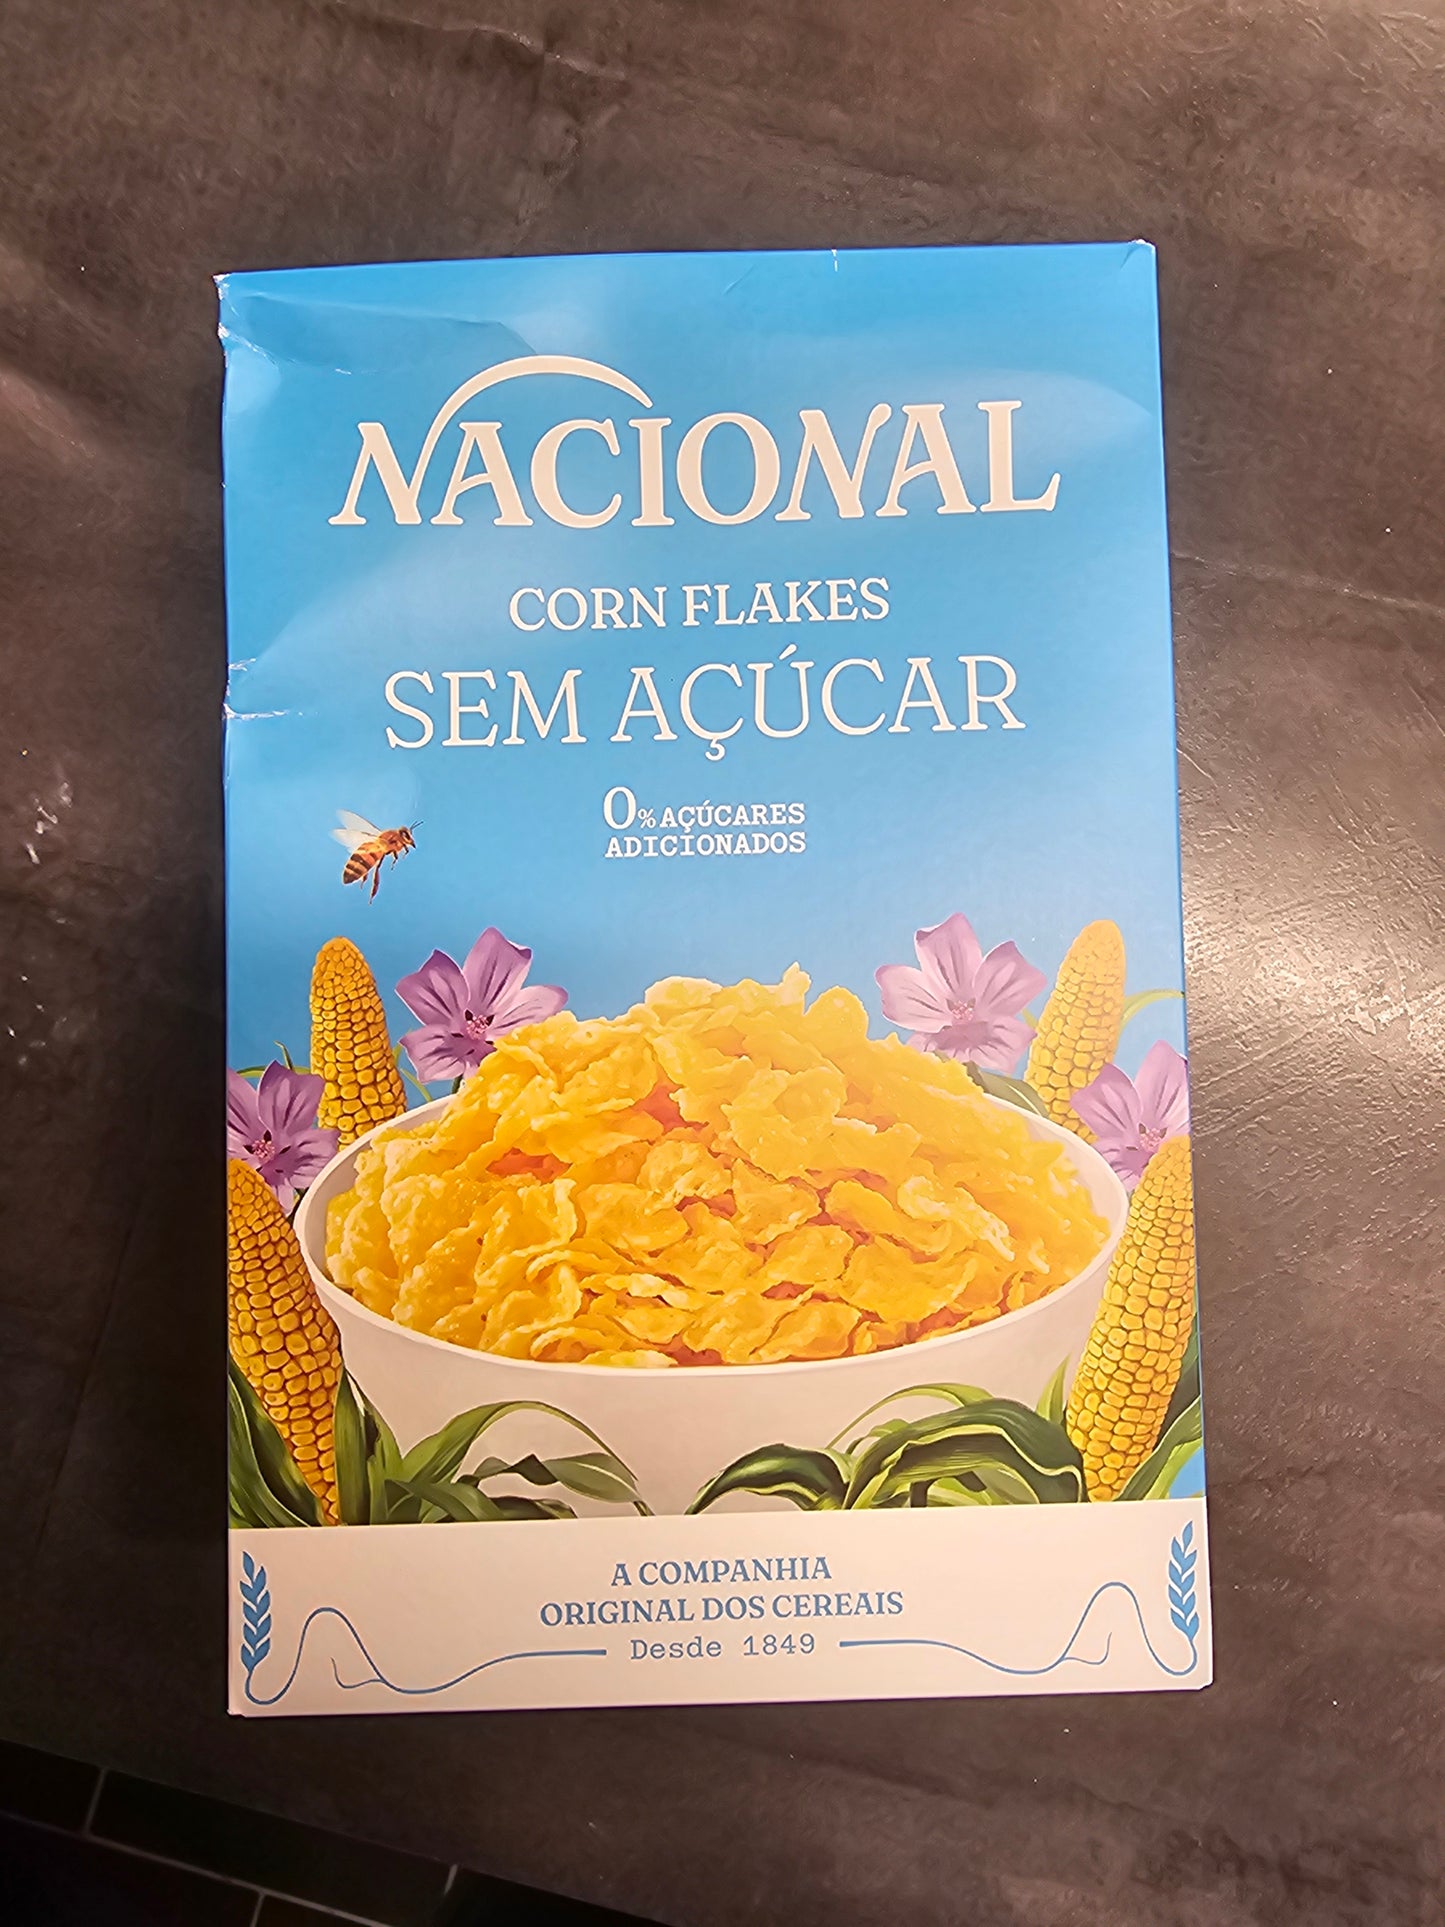 NACIONAL
CORN FLAKES
SEM AÇÚCAR
0% AÇÚCARES
ADICIONADOS
A COMPANHIA
ORIGINAL DOS CEREAIS
Desde 1849